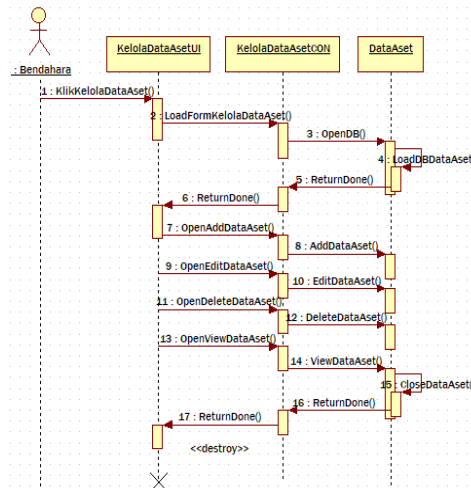 KelolaDataAsetUI
KelolaDataAsetCON
DataAset
: Bendahara
1 : KlikKelolaDataAset()
2 : LoadFormKelolaDataAset()
3 : OpenDB()
4 : LoadDBDataAset
5 : ReturnDone()
6 : ReturnDone()
7 : OpenAddDataAset()
8 : AddDataAset()
9 : OpenEditDataAset()
10 : EditDataAset()
11 : OpenDeleteDataAset()
12 : DeleteDataAset()
13 : OpenViewDataAset()
14 : ViewDataAset()
15 : CloseDataAset(
16 : ReturnDone()
17 : ReturnDone()
<<destroy>>